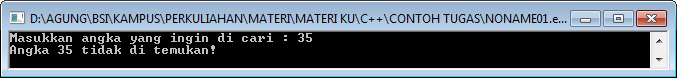 D:\AGUNG\BSI\KAMPUS\PERKULIAHAN\MATERI\MATERI KU\C++\CONTOH TUGAS\NONAME01.e...
Masukkan angka yang ingin di cari : 35
Angka 35 tidak di temukan!